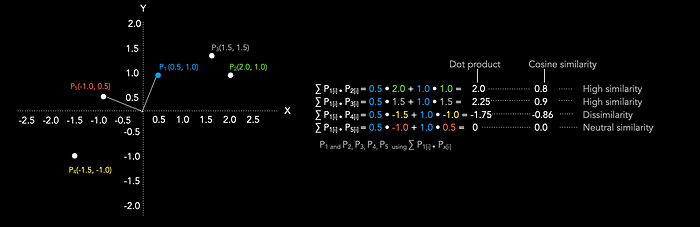 Y
2.0
1.5
1.0
0.5
-0.5
-1.0
-1.5
-2.0
X
-2.5 -2.0 -1.5 -1.0 -0.5 0.5 1.0 1.5 2.0 2.5
P3(1.5, 1.5)
P1 (0.5, 1.0)
P2(2.0, 1.0)
P5(-1.0, 0.5)
P4(-1.5, -1.0)
Dot product Cosine similarity
∑ P1[i] • P2[i] = 0.5 • 2.0 + 1.0 • 1.0 = 2.0 0.8 High similarity
∑ P1[i] • P3[i] = 0.5 • 1.5 + 1.0 • 1.5 = 2.25 0.9 High similarity
∑ P1[i] • P4[i] = 0.5 • -1.5 + 1.0 • -1.0 = -1.75 -0.86 Dissimilarity
∑ P1[i] • P5[i] = 0.5 • -1.0 + 1.0 • 0.5 = 0 0.0 Neutral similarity
P1 and P2, P3, P4, P5 using ∑ P1[i] • Px[i]